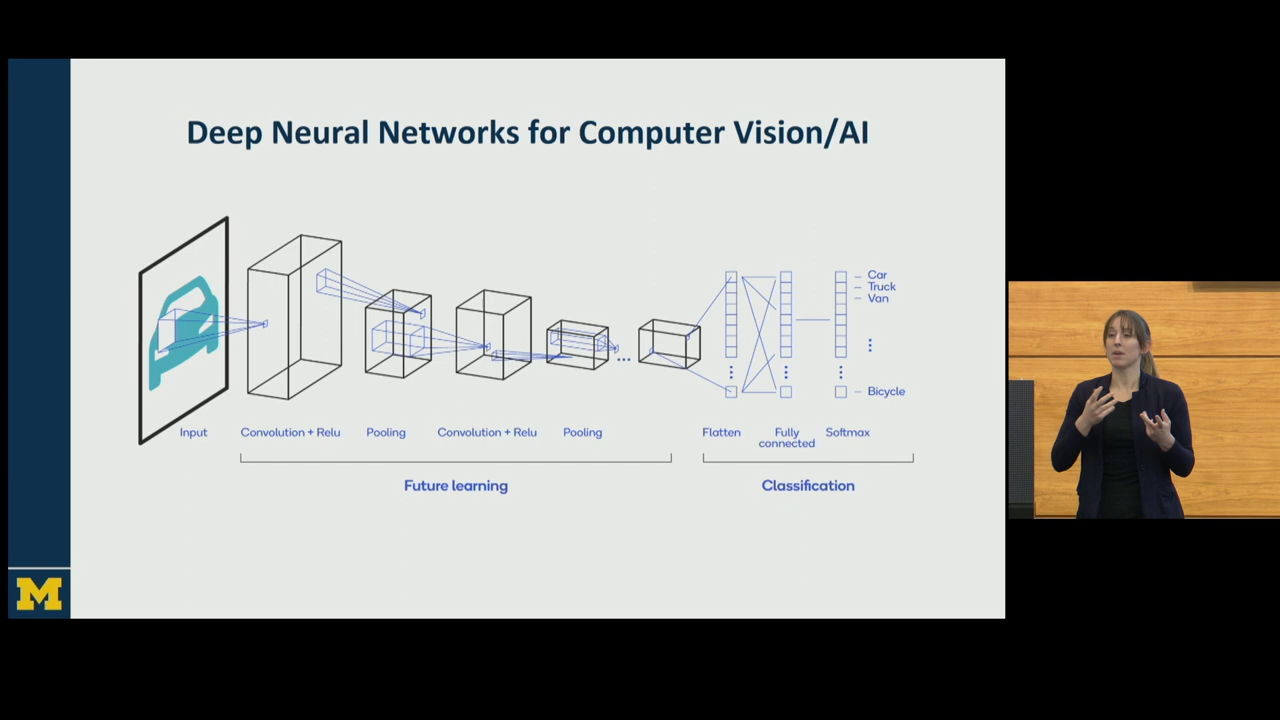 Deep Neural Networks for Computer Vision/AI
Car
Truck
Van
Bicycle
Input
Convolution + Relu
Pooling
Convolution + Relu
Pooling
Flatten
Fully
connected
Softmax
Future learning
Classification
M